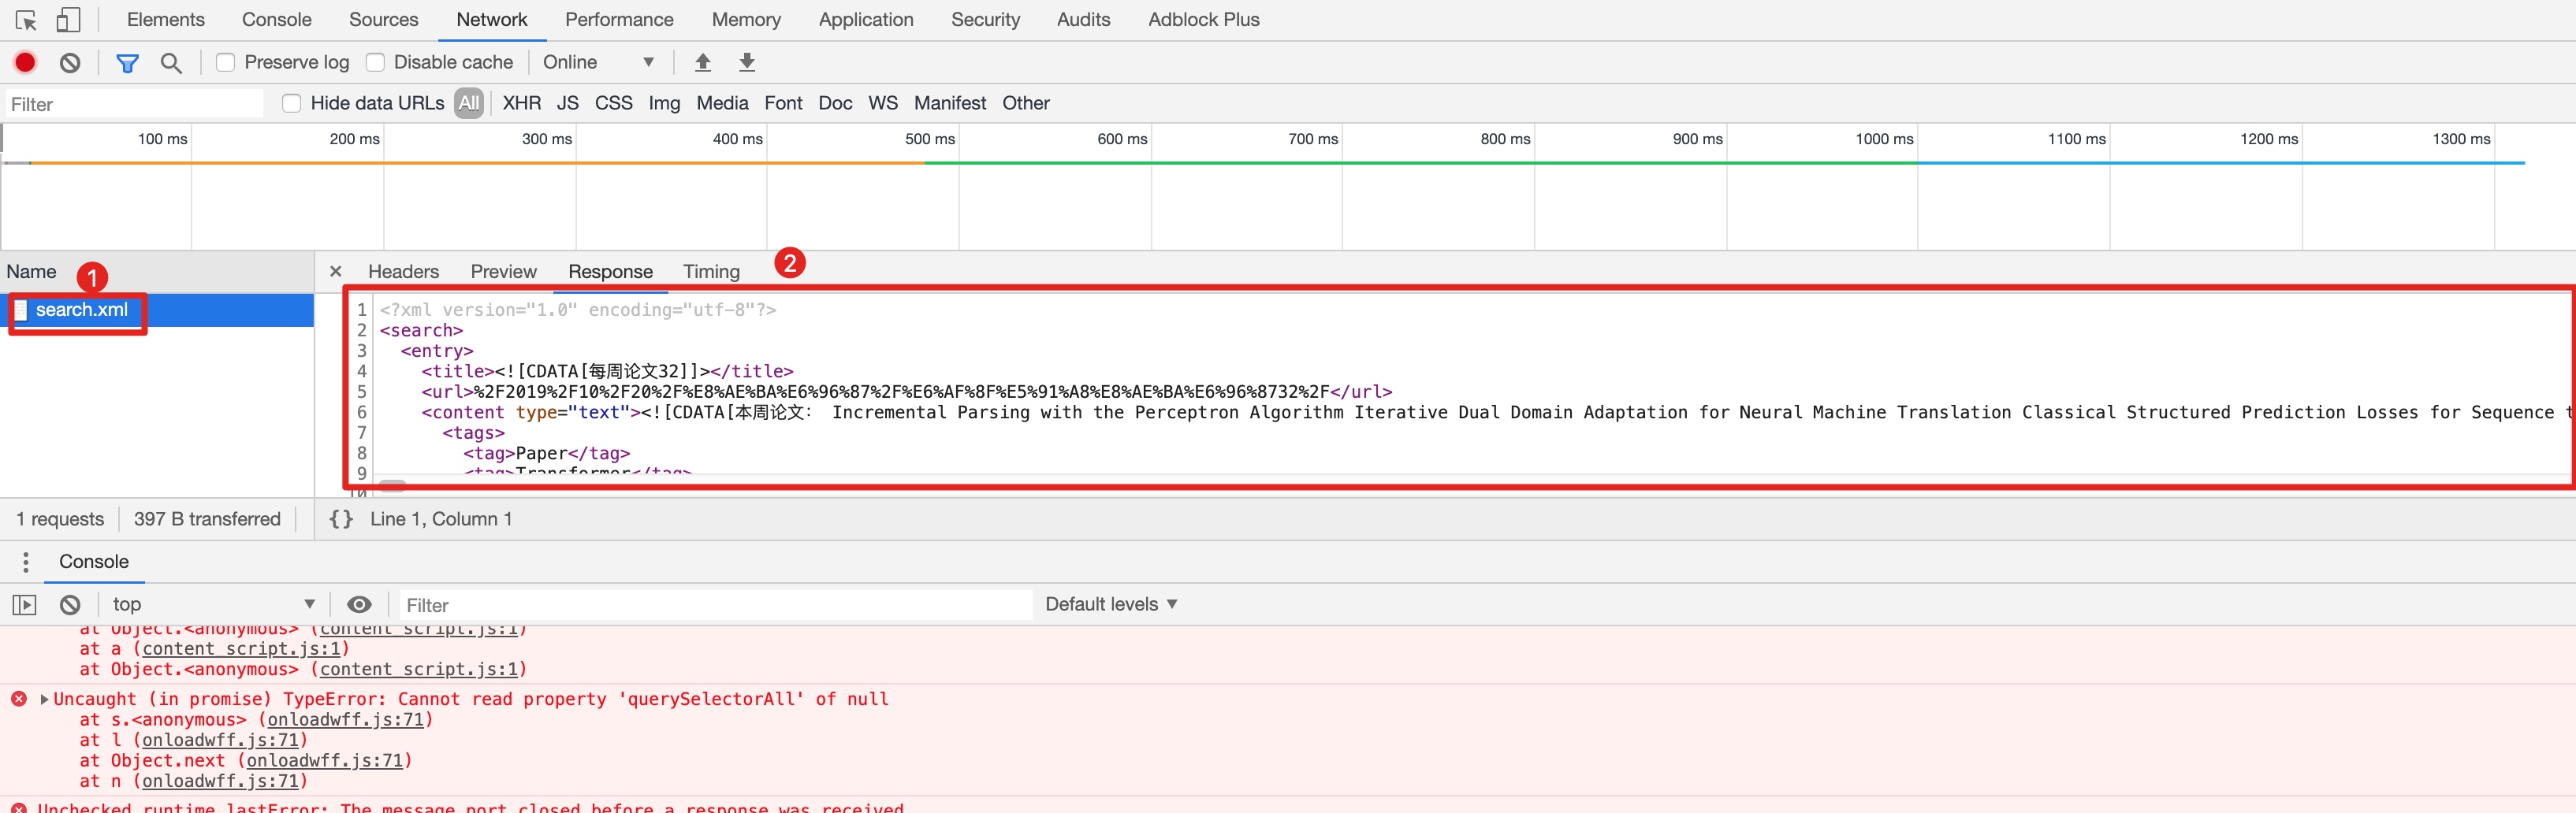 Elements Console Sources Network Performance Memory Application Security Audits Adblock Plus
Preserve log Disable cache Online
Filter Hide data URLs All XHR JS CSS Img Media Font Doc WS Manifest Other
100 ms 200 ms 300 ms 400 ms 500 ms 600 ms 700 ms 800 ms 900 ms 1000 ms 1100 ms 1200 ms 1300 ms
Name 1 × Headers Preview Response Timing 2
search.xml
1 <?xml version="1.0" encoding="utf-8"?>
2 <search>
3 <entry>
4 <title><![CDATA[每周论文32]]></title>
5 <url>%2F2019%2F10%2F20%2F%E8%AE%BA%E6%96%87%2F%E6%AF%8F%E5%91%A8%E8%AE%BA%E6%96%8732%2F</url>
6 <content type="text"><![CDATA[本周论文： Incremental Parsing with the Perceptron Algorithm Iterative Dual Domain Adaptation for Neural Machine Translation Classical Structured Prediction Losses for Sequence t
7 <tags>
8 <tag>Paper</tag>
9 <tag>Transformer</tag>
10
1 requests 397 B transferred {} Line 1, Column 1
Console
top Filter Default levels
at Object.<anonymous> (content_script.js:1)
at a (content_script.js:1)
at Object.<anonymous> (content_script.js:1)
Uncaught (in promise) TypeError: Cannot read property 'querySelectorAll' of null
at s.<anonymous> (onloadwff.js:71)
at l (onloadwff.js:71)
at Object.next (onloadwff.js:71)
at n (onloadwff.js:71)
Unchecked runtime.lastError: The message port closed before a response was received.